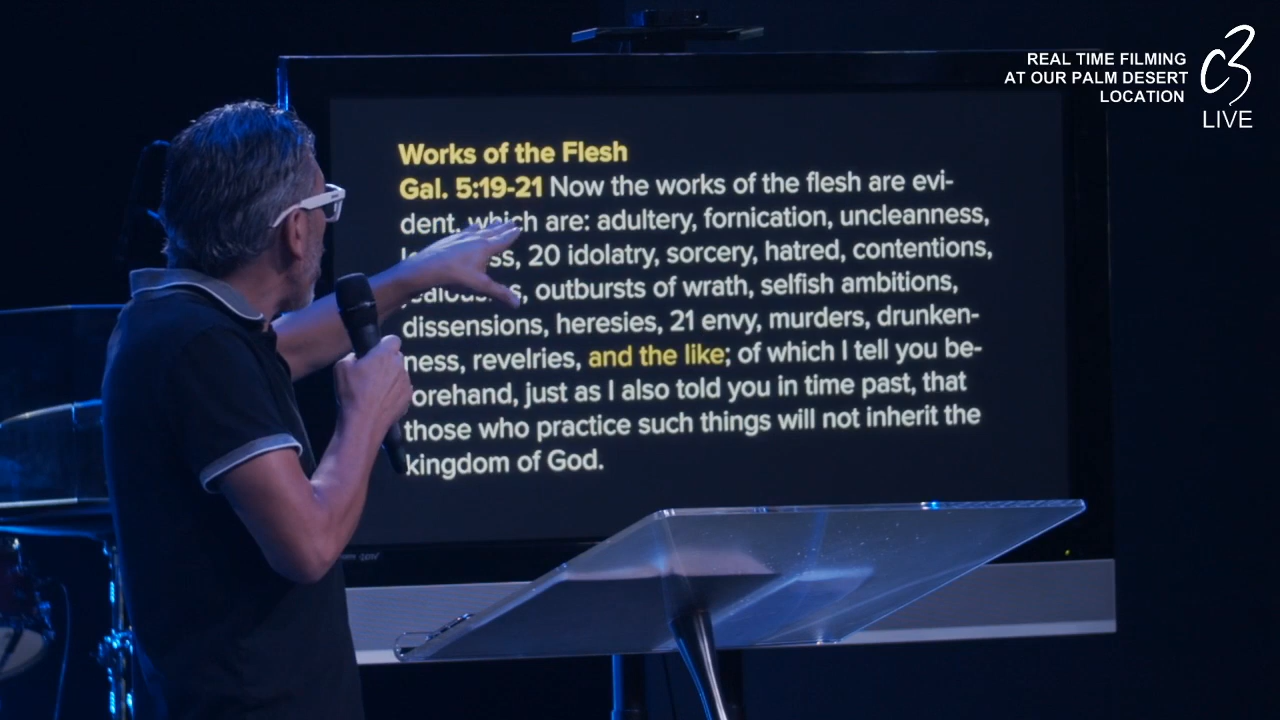 REAL TIME FILMING
AT OUR PALM DESERT
LOCATION
C3
LIVE
Works of the Flesh
Gal. 5:19-21 Now the works of the flesh are evi-
dent, which are: adultery, fornication, uncleanness,
20 idolatry, sorcery, hatred, contentions,
outbursts of wrath, selfish ambitions,
dissensions, heresies, 21 envy, murders, drunken-
ness, revelries, and the like; of which I tell you be-
forehand, just as I also told you in time past, that
those who practice such things will not inherit the
kingdom of God.